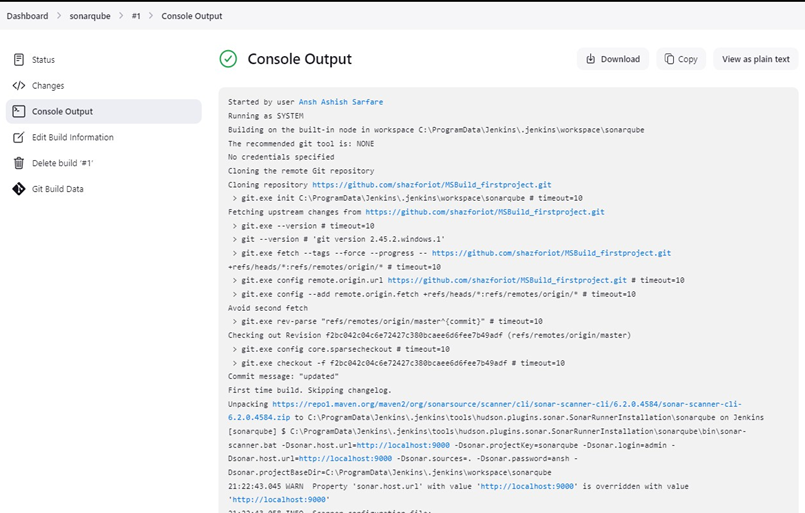 Dashboard > sonarqube > #1 > Console Output
Status
Changes
Console Output
Edit Build Information
Delete build '#1'
Git Build Data
Console Output
Download
Copy
View as plain text
Started by user Ansh Ashish Sarfare
Running as SYSTEM
Building on the built-in node in workspace C:\ProgramData\Jenkins\.jenkins\workspace\sonarqube
The recommended git tool is: NONE
No credentials specified
Cloning the remote Git repository
Cloning repository https://github.com/shazforiot/MSBuild_firstproject.git
> git.exe init C:\ProgramData\Jenkins\.jenkins\workspace\sonarqube # timeout=10
Fetching upstream changes from https://github.com/shazforiot/MSBuild_firstproject.git
> git.exe --version # timeout=10
> git --version # 'git version 2.45.2.windows.1'
> git.exe fetch --tags --force --progress -- https://github.com/shazforiot/MSBuild_firstproject.git
+refs/heads/*:refs/remotes/origin/* # timeout=10
> git.exe config remote.origin.url https://github.com/shazforiot/MSBuild_firstproject.git # timeout=10
> git.exe config --add remote.origin.fetch +refs/heads/*:refs/remotes/origin/* # timeout=10
Avoid second fetch
> git.exe rev-parse "refs/remotes/origin/master^{commit}" # timeout=10
Checking out Revision f2bc042c04c6e72427c380bcaee6d6fee7b49adf (refs/remotes/origin/master)
> git.exe config core.sparsecheckout # timeout=10
> git.exe checkout -f f2bc042c04c6e72427c380bcaee6d6fee7b49adf # timeout=10
Commit message: "updated"
First time build. Skipping changelog.
Unpacking https://repo1.maven.org/maven2/org/sonarsource/scanner/cli/sonar-scanner-cli/6.2.0.4584/sonar-scanner-cli-
6.2.0.4584.zip to C:\ProgramData\Jenkins\.jenkins\tools\hudson.plugins.sonar.SonarRunnerInstallation\sonarqube on Jenkins
[sonarqube] $ C:\ProgramData\Jenkins\.jenkins\tools\hudson.plugins.sonar.SonarRunnerInstallation\sonarqube\bin\sonar-
scanner.bat -Dsonar.host.url=http://localhost:9000 -Dsonar.projectKey=sonarqube -Dsonar.login=admin -
Dsonar.host.url=http://localhost:9000 -Dsonar.sources=. -Dsonar.password=ansh -
Dsonar.projectBaseDir=C:\ProgramData\Jenkins\.jenkins\workspace\sonarqube
21:22:43.045 WARN  Property 'sonar.host.url' with value 'http://localhost:9000' is overridden with value
'http://localhost:9000'